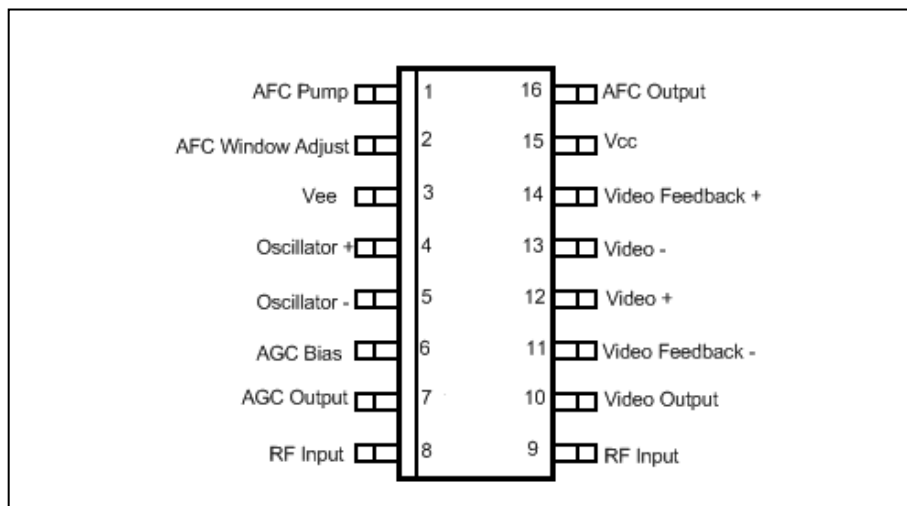 AFC Pump 1 16 AFC Output
AFC Window Adjust 2 15 Vcc
Vee 3 14 Video Feedback +
Oscillator + 4 13 Video -
Oscillator - 5 12 Video +
AGC Bias 6 11 Video Feedback -
AGC Output 7 10 Video Output
RF Input 8 9 RF Input